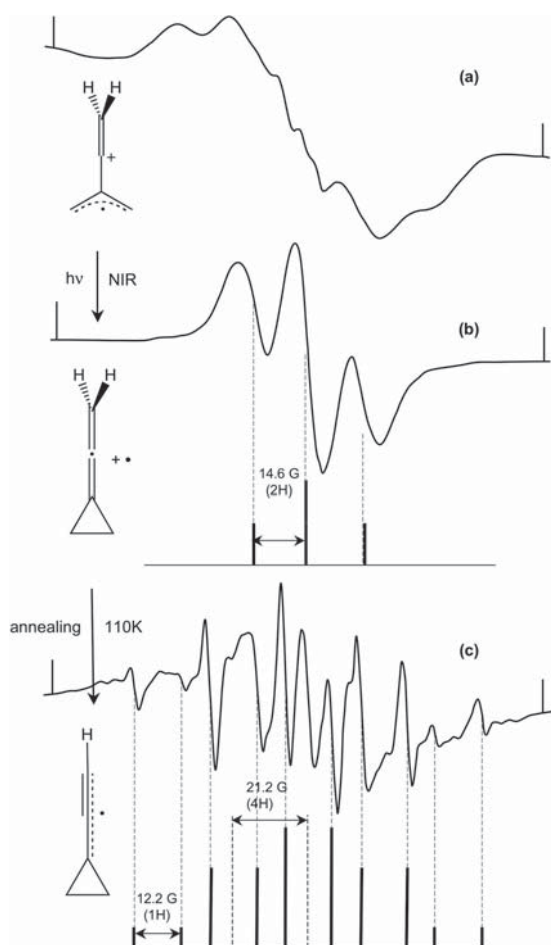 (a)
H H
+
•
hν NIR
(b)
H H
•
+ •
14.6 G
(2H)
annealing 110K
(c)
H
•
21.2 G
(4H)
12.2 G
(1H)